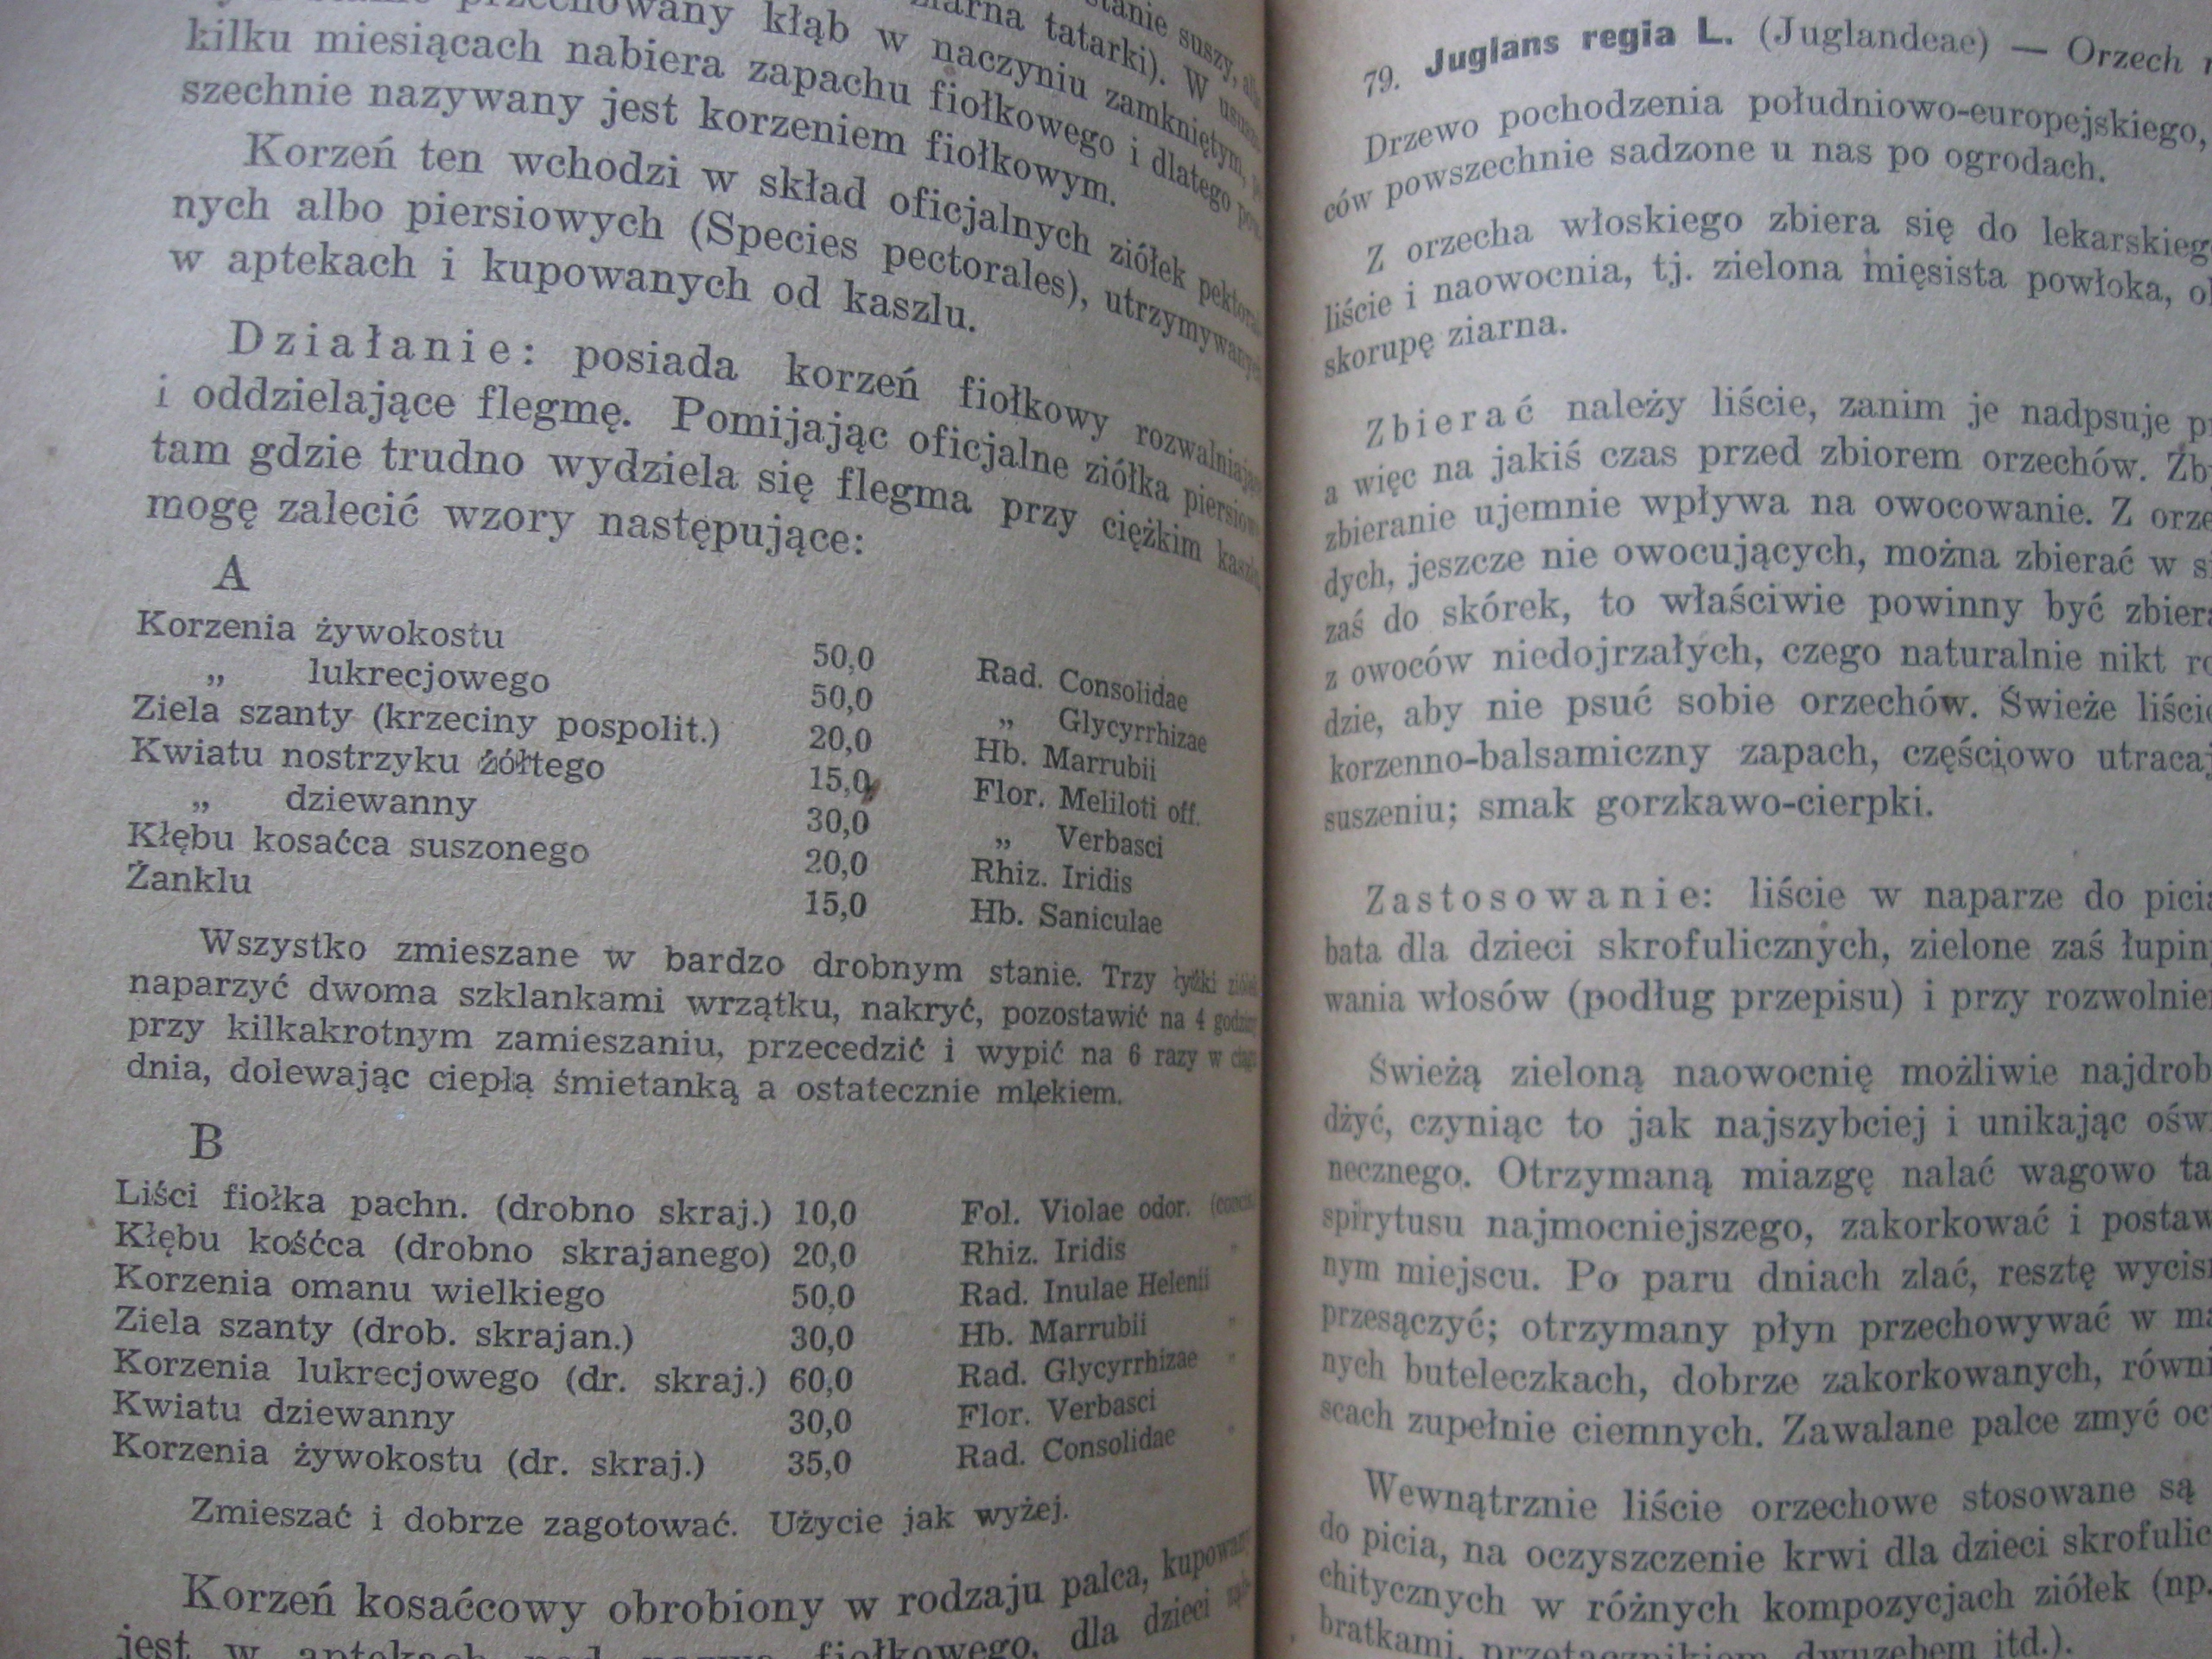 kłąb w naczyniu zamkniętym,
kilku miesiącach nabiera zapachu fiołkowego i dlatego
szechnie nazywany jest korzeniem fiołkowym.
Korzeń ten wchodzi w skład oficjalnych ziółek
nych albo piersiowych (Species pectorales), utrzymywanych
w aptekach i kupowanych od kaszlu.
Działanie: posiada korzeń fiołkowy rozwalniające
i oddzielające flegmę. Pomijając oficjalne ziółka
tam gdzie trudno wydziela się flegma przy ciężkim
mogę zalecić wzory następujące:
A
Korzenia żywokostu 50,0 Rad. Consolidae
„ lukrecjowego 50,0 „ Glycyrrhizae
Ziela szanty (krzeciny pospolit.) 20,0 Hb. Marrubii
Kwiatu nostrzyku żółtego 15,0 Flor. Meliloti off.
„ dziewanny 30,0 „ Verbasci
Kłębu kosaćca suszonego 20,0 Rhiz. Iridis
Żanklu 15,0 Hb. Saniculae
Wszystko zmieszane w bardzo drobnym stanie. Trzy łyżki
naparzyć dwoma szklankami wrzątku, nakryć, pozostawić na 4
przy kilkakrotnym zamieszaniu, przecedzić i wypić na 6 razy w
dnia, dolewając ciepłą śmietanką a ostatecznie mlekiem.
B
Liści fiołka pachn. (drobno skraj.) 10,0 Fol. Violae odor.
Kłębu kośćca (drobno skrajanego) 20,0 Rhiz. Iridis "
Korzenia omanu wielkiego 50,0 Rad. Inulae Helenii
Ziela szanty (drob. skrajan.) 30,0 Hb. Marrubii "
Korzenia lukrecjowego (dr. skraj.) 60,0 Rad. Glycyrrhizae "
Kwiatu dziewanny 30,0 Flor. Verbasci
Korzenia żywokostu (dr. skraj.) 35,0 Rad. Consolidae "
Zmieszać i dobrze zagotować. Użycie jak wyżej.
Korzeń kosaćcowy obrobiony w rodzaju palca,
jest w aptekach pod fiołkowego, dla dzieci
79. Juglans regia L. (Juglandeae) — Orzech
Drzewo pochodzenia południowo-europejskiego,
ców powszechnie sadzone u nas po ogrodach.
Z orzecha włoskiego zbiera się do
liście i naowocnia, tj. zielona mięsista powłoka,
skorupę ziarna.
Zbierać należy liście, zanim je nadpsuje
a więc na jakiś czas przed zbiorem orzechów.
zbieranie ujemnie wpływa na owocowanie. Z
dych, jeszcze nie owocujących, można zbierać w
zaś do skórek, to właściwie powinny być
z owoców niedojrzałych, czego naturalnie nikt
dzie, aby nie psuć sobie orzechów. Świeże
korzenno-balsamiczny zapach, częściowo
suszeniu; smak gorzkawo-cierpki.
Zastosowanie: liście w naparze do
bata dla dzieci skrofulicznych, zielone zaś
wania włosów (podług przepisu) i przy
Świeżą zieloną naowocnię możliwie
dżyć, czyniąc to jak najszybciej i unikając
necznego. Otrzymaną miazgę nalać wagowo
spirytusu najmocniejszego, zakorkować i
nym miejscu. Po paru dniach zlać, resztę
przesączyć; otrzymany płyn przechowywać w
nych buteleczkach, dobrze zakorkowanych,
scach zupełnie ciemnych. Zawalane palce zmyć
Wewnątrznie liście orzechowe stosowane są
do picia, na oczyszczenie krwi dla dzieci
chitycznych w różnych kompozycjach ziółek (np.
bratkami, przetacznikiem, itd.).